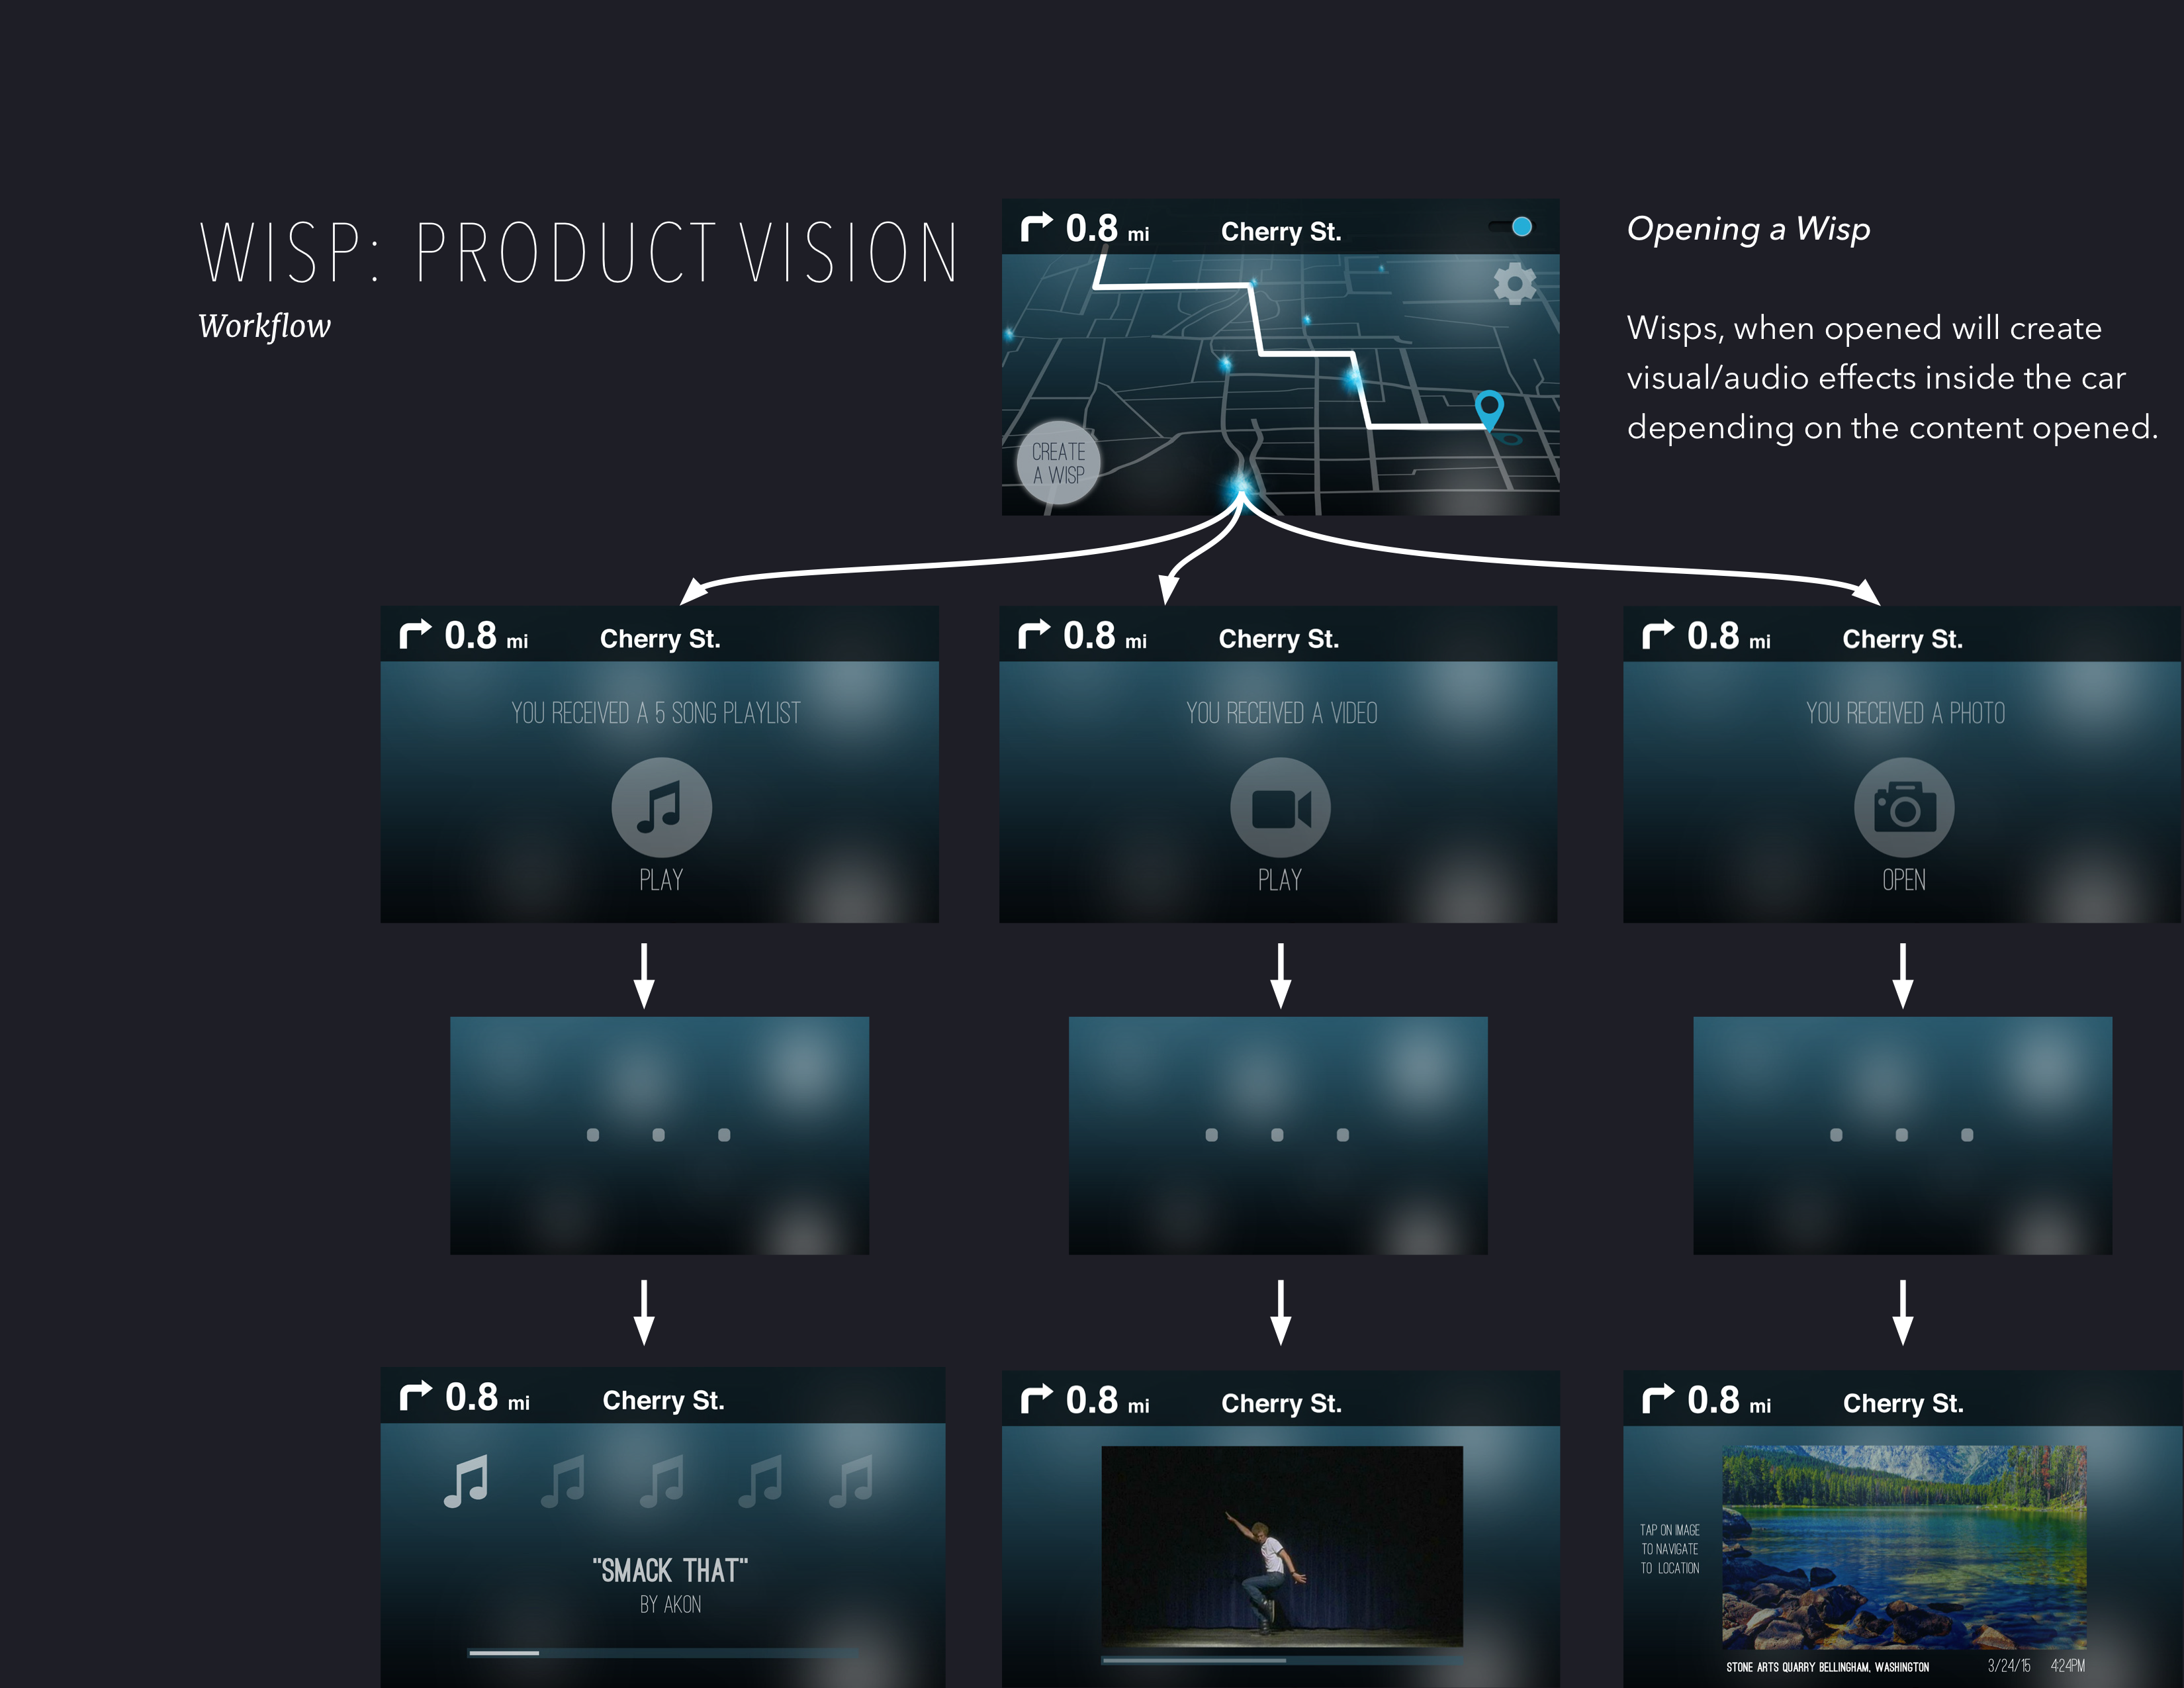 WISP: PRODUCT VISION
Workflow
0.8 mi
Cherry St.
CREATE
A WISP
Opening a Wisp
Wisps, when opened will create
visual/audio effects inside the car
depending on the content opened.
0.8 mi
Cherry St.
YOU RECEIVED A 5 SONG PLAYLIST
PLAY
0.8 mi
Cherry St.
YOU RECEIVED A VIDEO
PLAY
0.8 mi
Cherry St.
YOU RECEIVED A PHOTO
OPEN
0.8 mi
Cherry St.
"SMACK THAT"
BY AKON
0.8 mi
Cherry St.
0.8 mi
Cherry St.
TAP ON IMAGE
TO NAVIGATE
TO LOCATION
STONE ARTS QUARRY BELLINGHAM, WASHINGTON
3/24/15
4:24PM